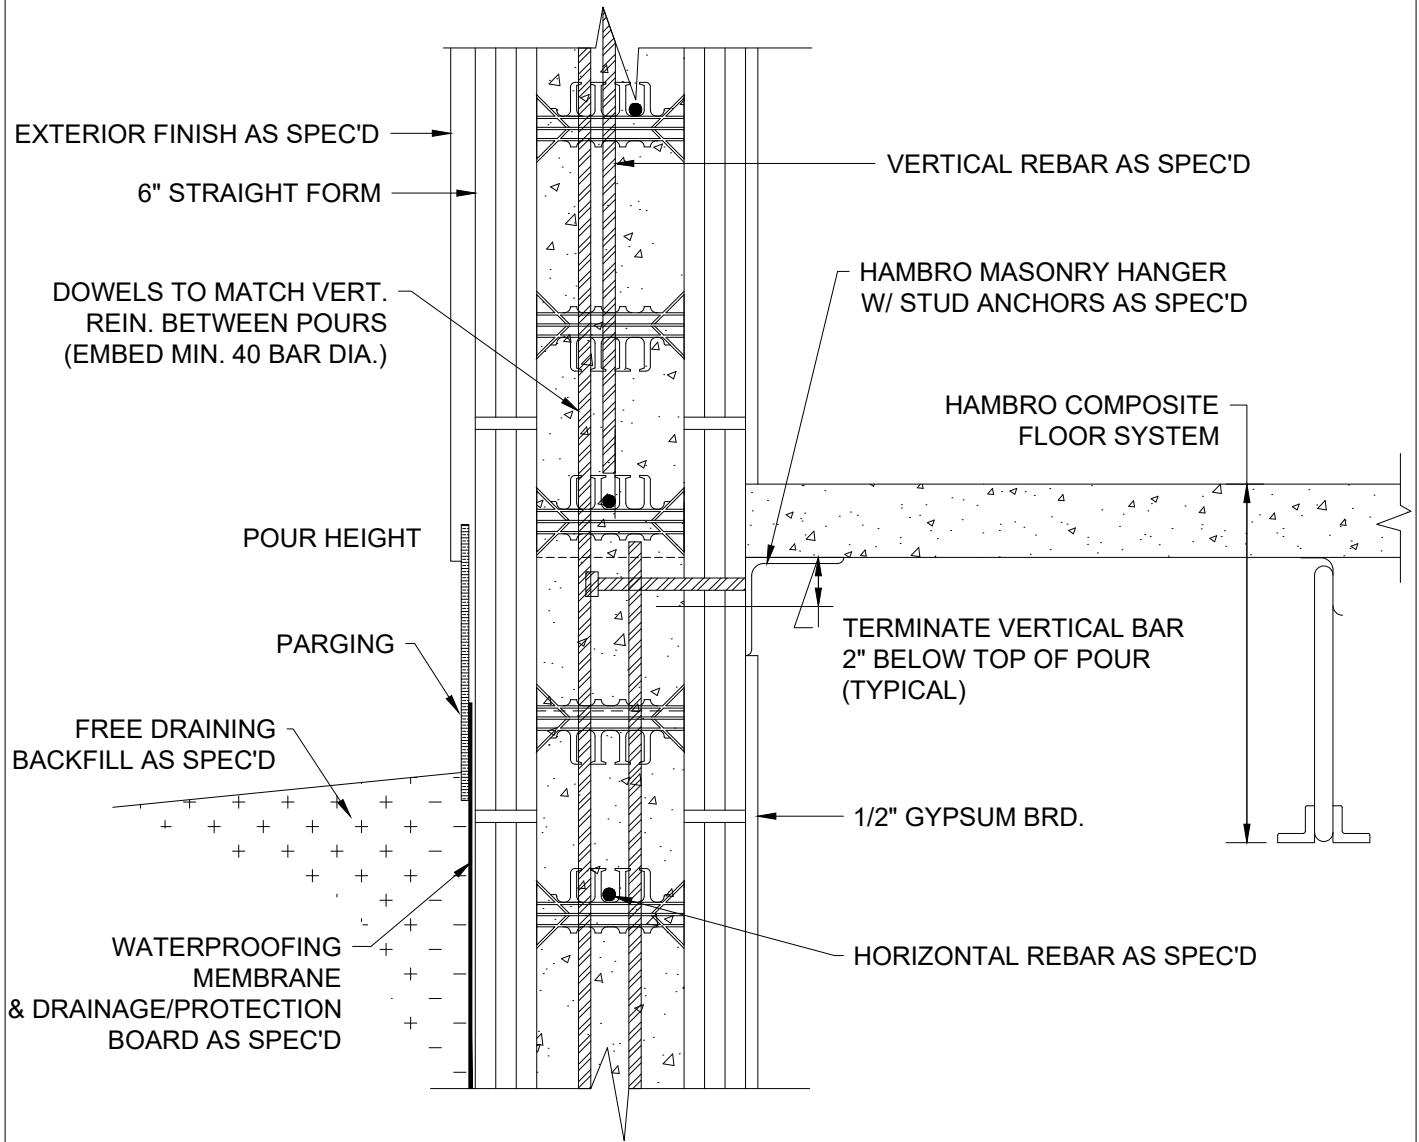 EXTERIOR FINISH AS SPEC'D
6" STRAIGHT FORM
DOWELS TO MATCH VERT.
REIN. BETWEEN POURS
(EMBED MIN. 40 BAR DIA.)
POUR HEIGHT
PARGING
FREE DRAINING
BACKFILL AS SPEC'D
WATERPROOFING
MEMBRANE
& DRAINAGE/PROTECTION
BOARD AS SPEC'D
VERTICAL REBAR AS SPEC'D
HAMBRO MASONRY HANGER
W/ STUD ANCHORS AS SPEC'D
HAMBRO COMPOSITE
FLOOR SYSTEM
TERMINATE VERTICAL BAR
2" BELOW TOP OF POUR
(TYPICAL)
1/2" GYPSUM BRD.
HORIZONTAL REBAR AS SPEC'D